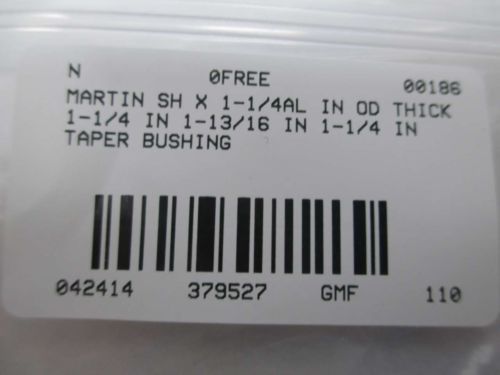 N 0FREE 00186
MARTIN SH X 1-1/4AL IN OD THICK
1-1/4 IN 1-13/16 IN 1-1/4 IN
TAPER BUSHING
042414 379527 GMF 110